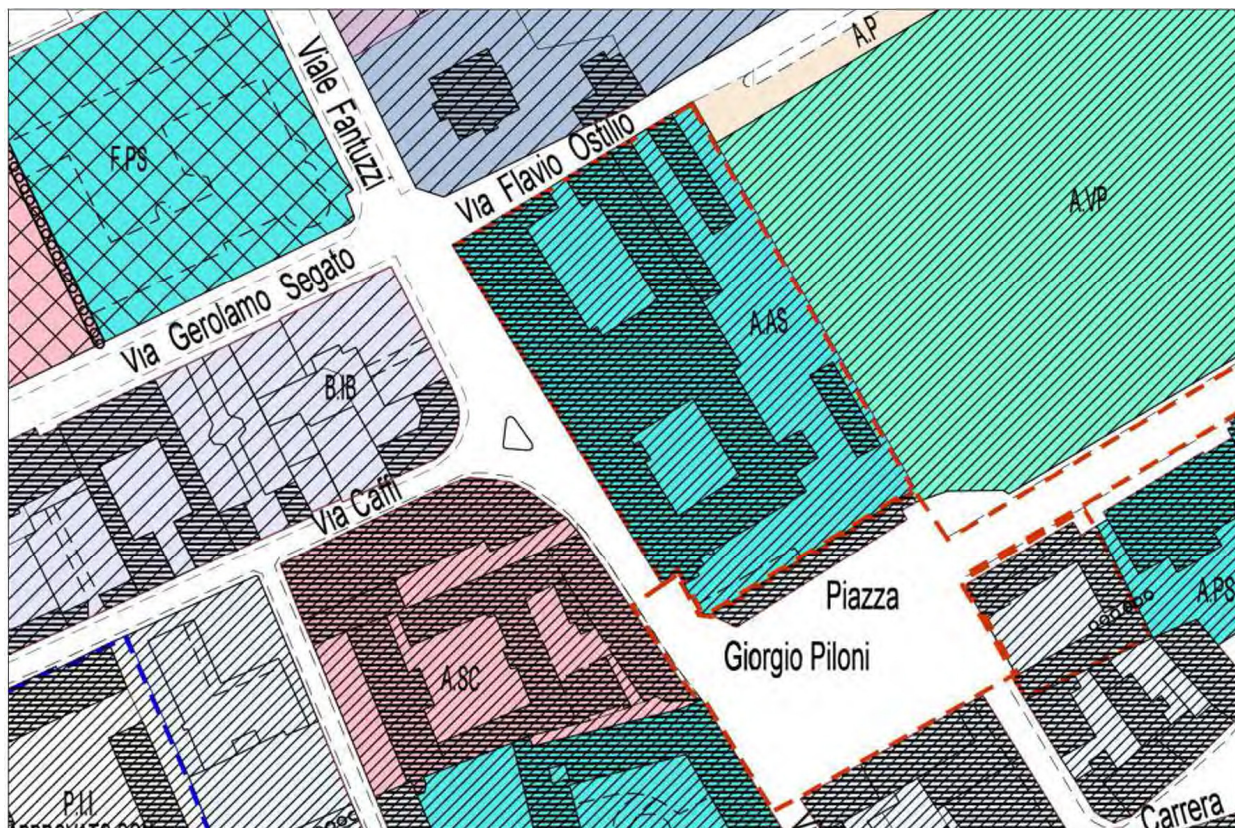 A.P
Viale Fantuzzi
F.PS
Via Flavio Ostilio
A.VP
Via Gerolamo Segato
A.AS
B.IB
Via Caffi
Piazza
Giorgio Piloni
A.PS
A.SC
P.I.I.
Carrera